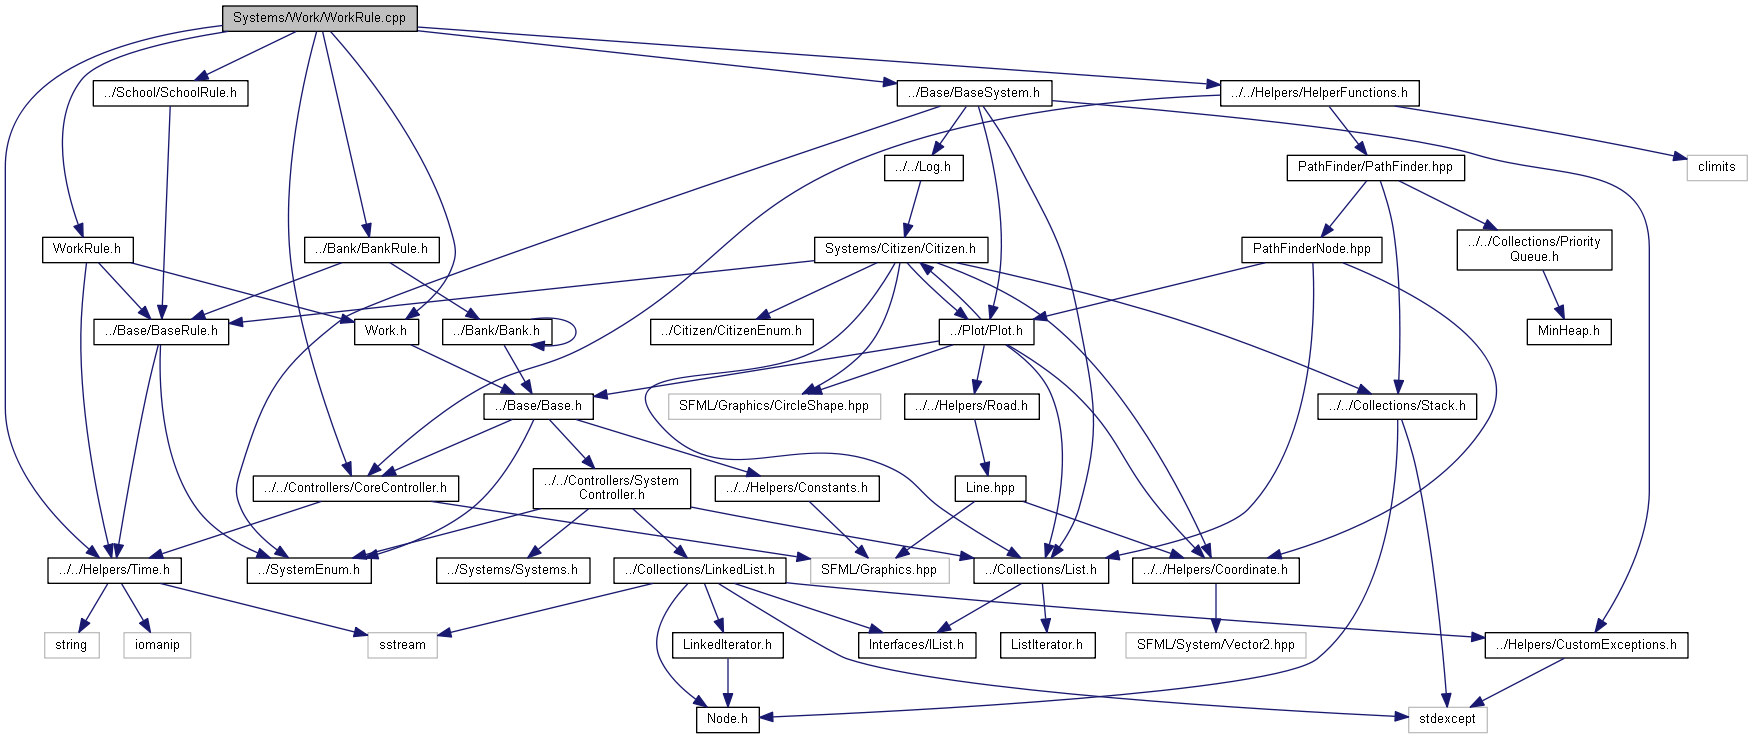 Systems/Work/WorkRule.cpp
../School/SchoolRule.h
../Base/BaseSystem.h
../../Helpers/HelperFunctions.h
../../Log.h
PathFinder/PathFinder.hpp
climits
WorkRule.h
../Bank/BankRule.h
Systems/Citizen/Citizen.h
PathFinderNode.hpp
../../Collections/Priority
Queue.h
../Base/BaseRule.h
Work.h
../Bank/Bank.h
../Citizen/CitizenEnum.h
../Plot/Plot.h
MinHeap.h
../Base/Base.h
SFML/Graphics/CircleShape.hpp
../../Helpers/Road.h
../../Collections/Stack.h
../../Controllers/CoreController.h
../../Controllers/System
Controller.h
../../Helpers/Constants.h
Line.hpp
../../Helpers/Time.h
../SystemEnum.h
../Systems/Systems.h
../Collections/LinkedList.h
SFML/Graphics.hpp
../Collections/List.h
../../Helpers/Coordinate.h
string
iomanip
sstream
LinkedIterator.h
Interfaces/IList.h
ListIterator.h
SFML/System/Vector2.hpp
../Helpers/CustomExceptions.h
Node.h
stdexcept